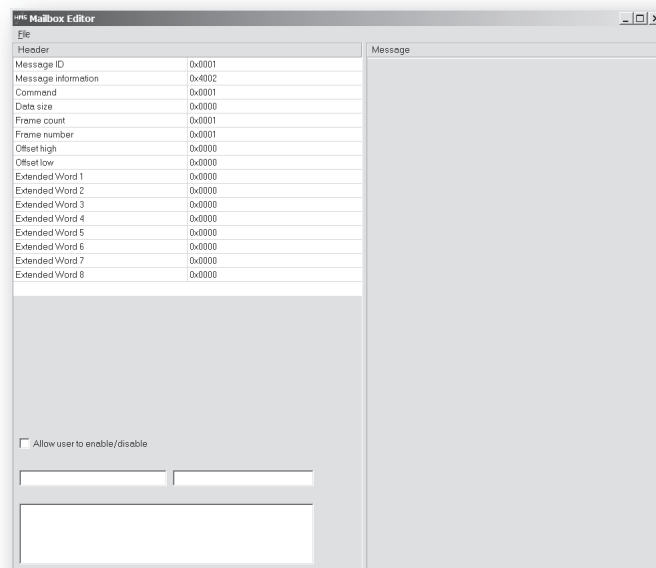 HMS Mailbox Editor
File
Header Message
Message ID 0x0001
Message information 0x4002
Command 0x0001
Data size 0x0000
Frame count 0x0001
Frame number 0x0001
Offset high 0x0000
Offset low 0x0000
Extended Word 1 0x0000
Extended Word 2 0x0000
Extended Word 3 0x0000
Extended Word 4 0x0000
Extended Word 5 0x0000
Extended Word 6 0x0000
Extended Word 7 0x0000
Extended Word 8 0x0000
Allow user to enable/disable